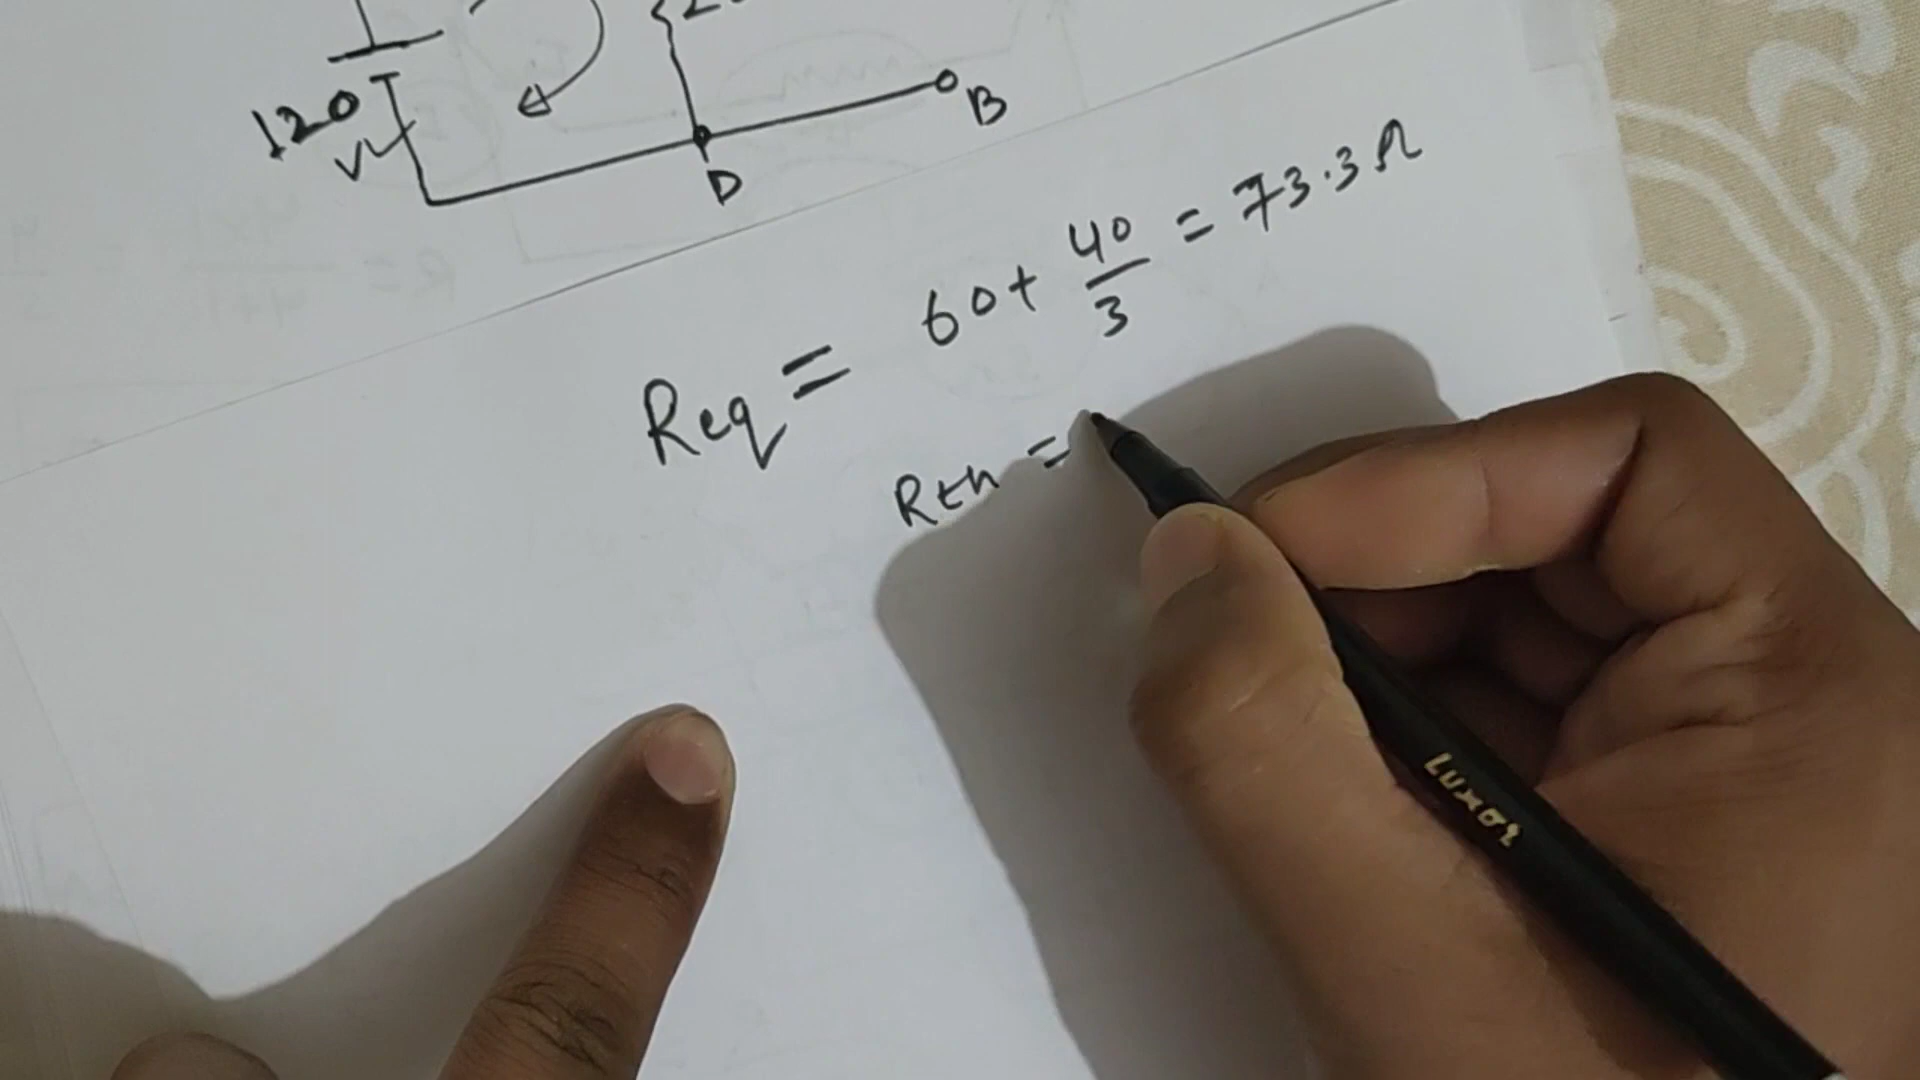 120
V
B
D
Req = 60 + 40/3 = 73.3 Ω
Rth =
Luxor